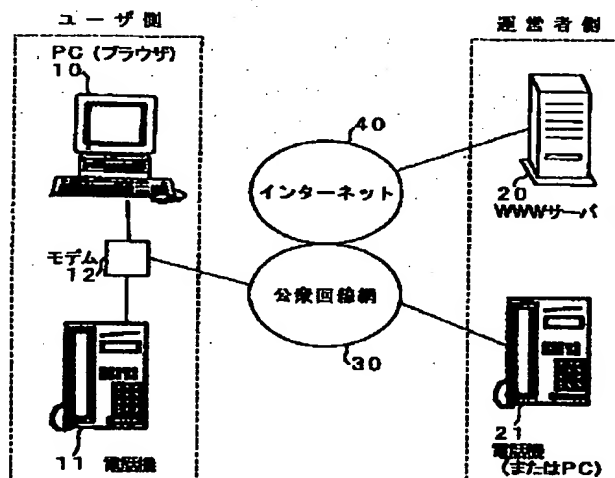 ユーザ側
PC (ブラウザ)
10
モデム
12
11 電話機
40
インターネット
公衆回線網
30
運営者側
20
WWWサーバ
21
電話機
(またはPC)